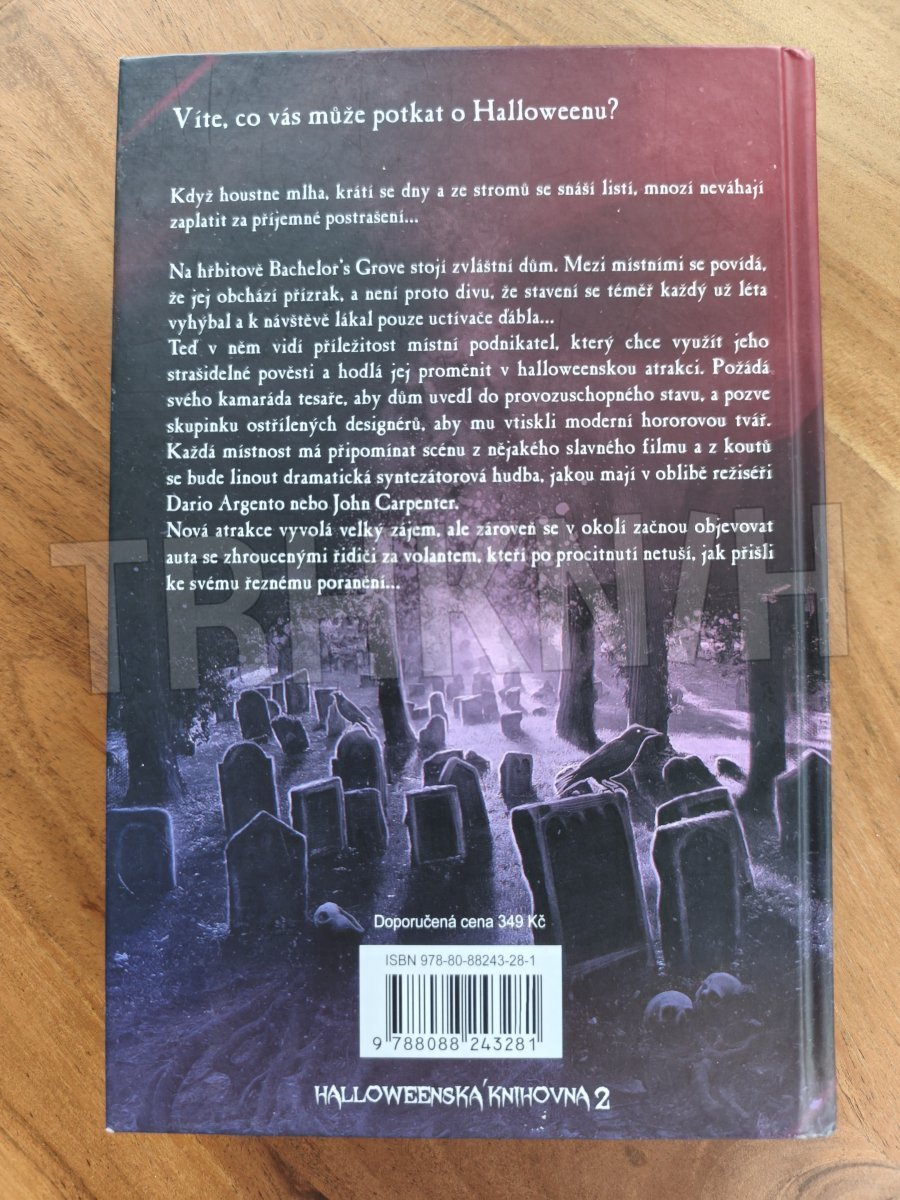 Víte, co vás může potkat o Halloweenu?
Když houstne mlha, krátí se dny a ze stromů se snáší listí, mnozí neváhají
zaplatit za příjemné postrašení...
Na hřbitově Bachelor's Grove stojí zvláštní dům. Mezi místními se povídá,
že jej obchází přízrak, a není proto divu, že stavení se téměř každý už léta
vyhýbal a k návštěvě lákal pouze uctívače ďábla...
Teď v něm vidí příležitost místní podnikatel, který chce využít jeho
strašidelné pověsti a hodlá jej proměnit v halloweenskou atrakci. Požádá
svého kamaráda tesaře, aby dům uvedl do provozuschopného stavu, a pozve
skupinku ostřílených designérů, aby mu vtiskli moderní hororovou tvář.
Každá místnost má připomínat scénu z nějakého slavného filmu a z koutů
se bude linout dramatická syntezátorová hudba, jakou mají v oblibě režiséři
Dario Argento nebo John Carpenter.
Nová atrakce vyvolá velký zájem, ale zároveň se v okolí začnou objevovat
auta se zhroucenými řidiči za volantem, kteří po procitnutí netuší, jak přišli
ke svému řeznému poranění...
Doporučená cena 349 Kč
ISBN 978-80-88243-28-1
9 788088 243281
HALLOWEENSKÁ KNIHOVNA 2